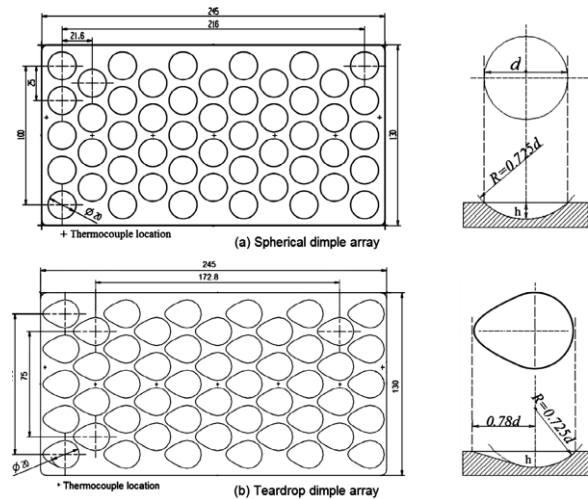 245
216
21.6
25
100
130
Ø20
+ Thermocouple location
(a) Spherical dimple array
d
R=0.725d
h
245
172.8
75
130
Ø20
+ Thermocouple location
(b) Teardrop dimple array
0.78d
R=0.725d
h